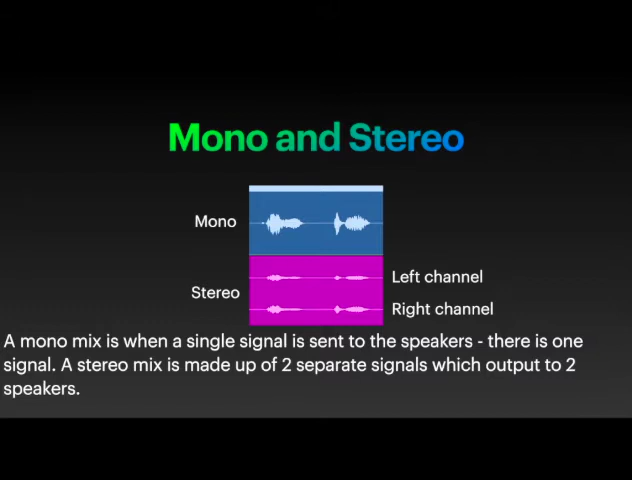 Mono and Stereo
Mono
Left channel
Stereo
Right channel
A mono mix is when a single signal is sent to the speakers - there is one
signal. A stereo mix is made up of 2 separate signals which output to 2
speakers.